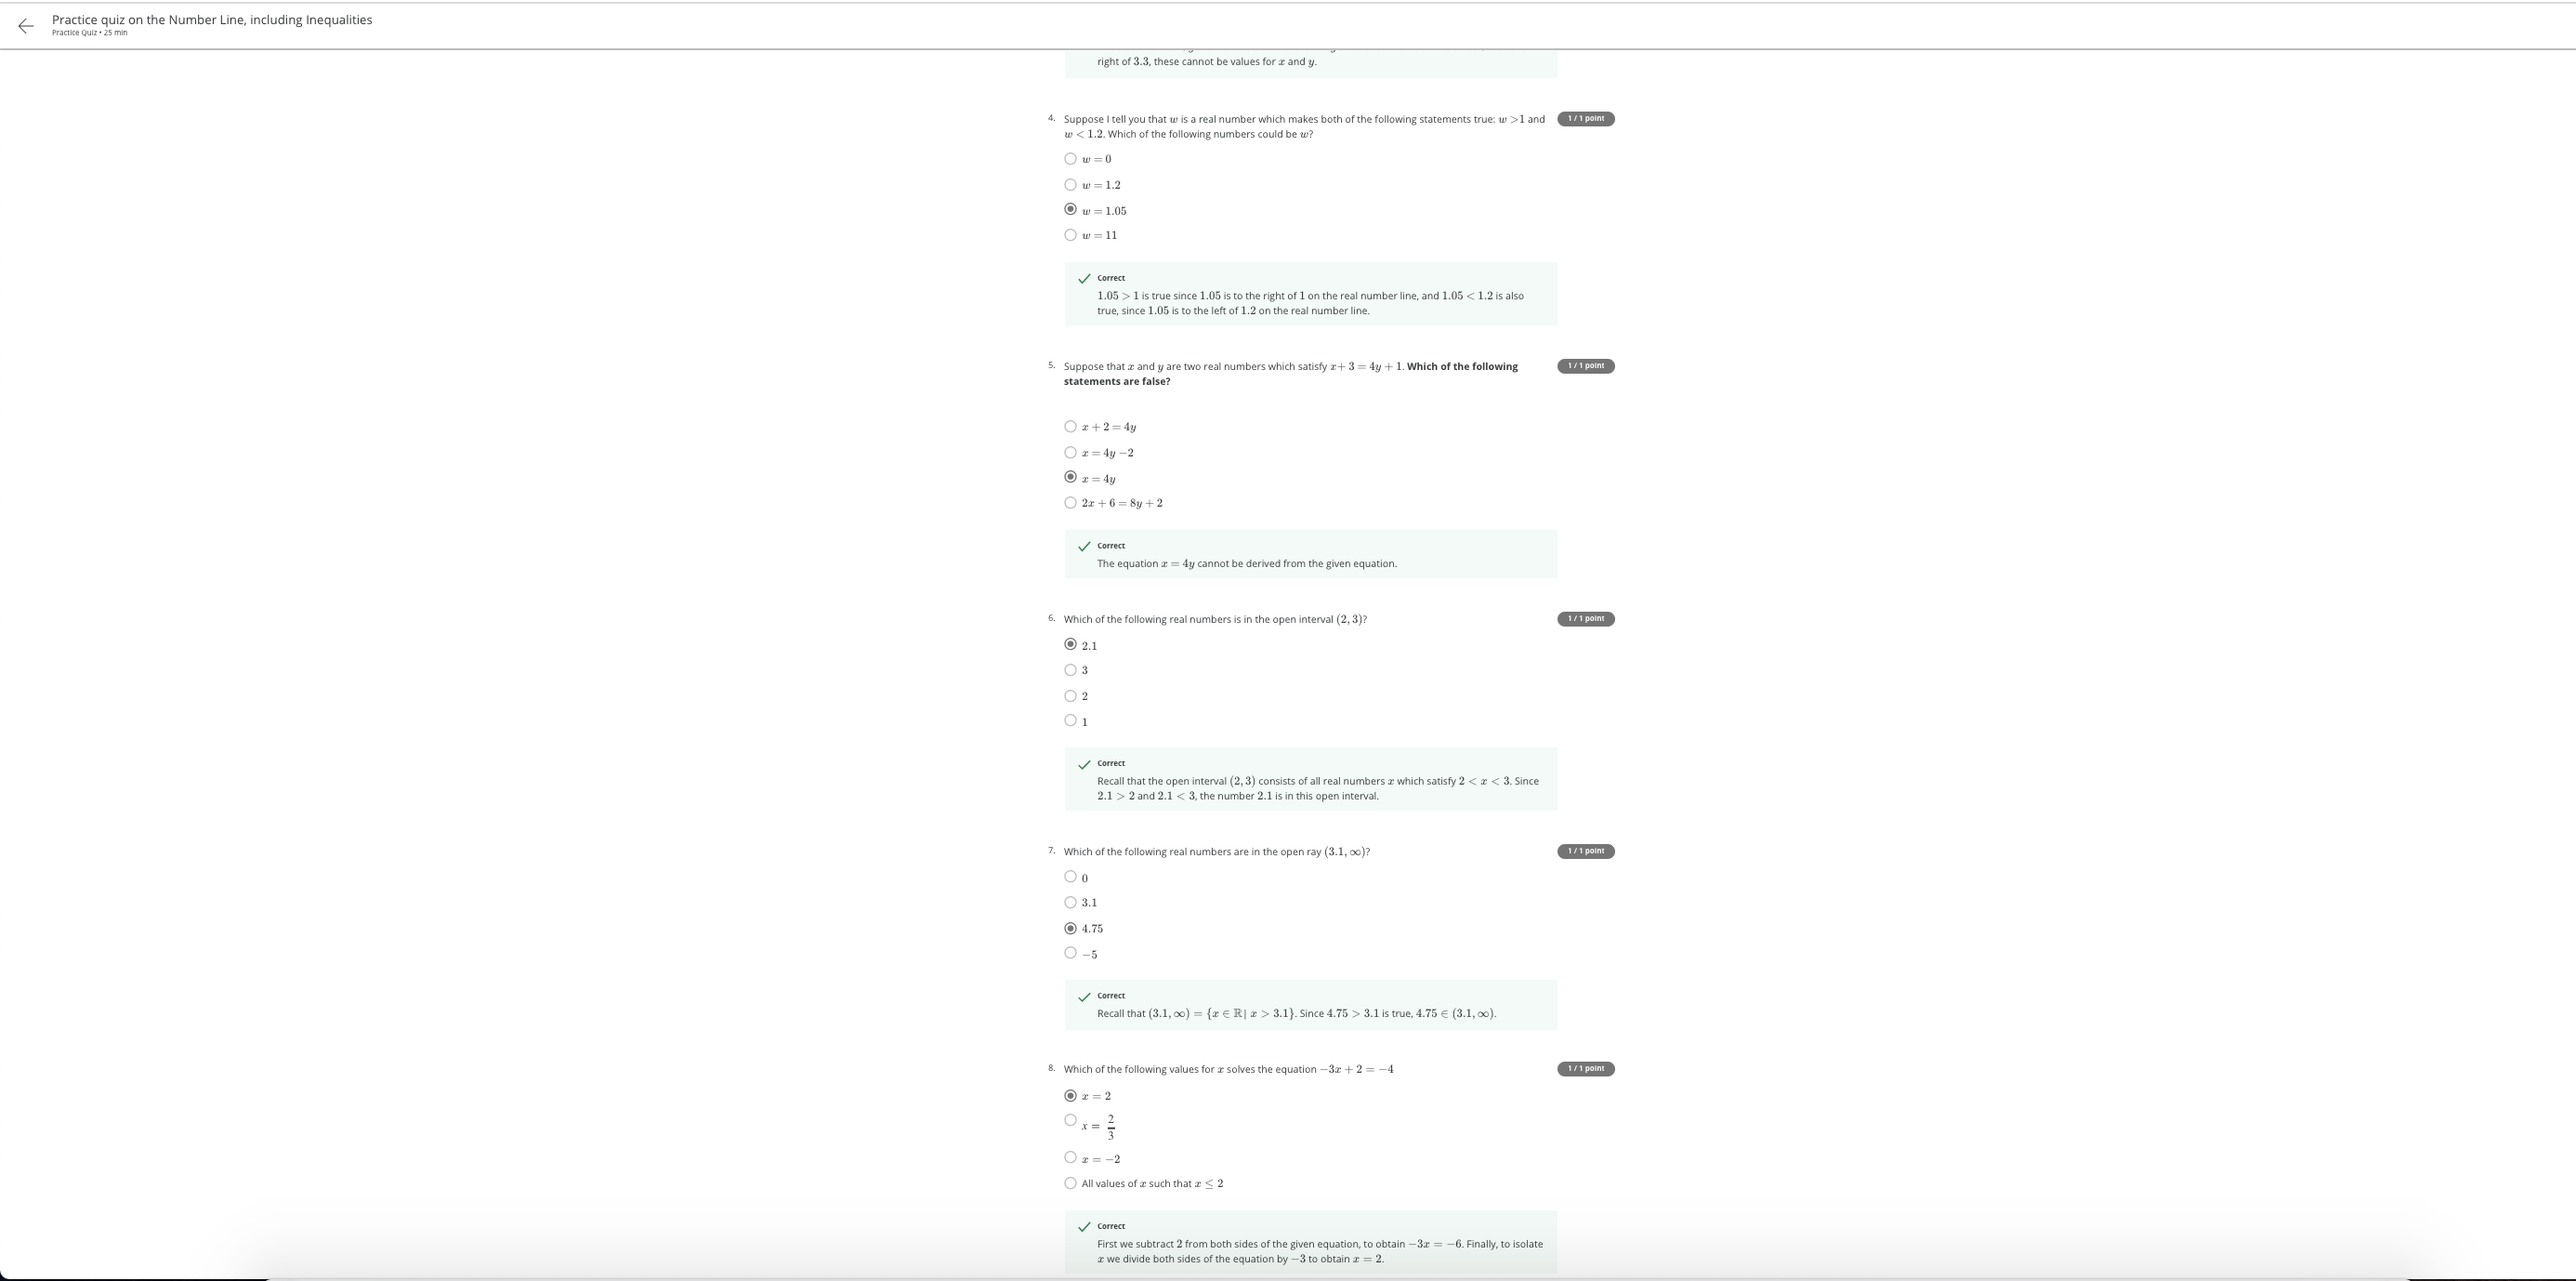 Practice quiz on the Number Line, including Inequalities
Practice Quiz • 25 min
right of 3.3, these cannot be values for x and y.
4. Suppose I tell you that w is a real number which makes both of the following statements true: w >1 and
w < 1.2. Which of the following numbers could be w?
1 / 1 point
w = 0
w = 1.2
w = 1.05
w = 11
Correct
1.05 > 1 is true since 1.05 is to the right of 1 on the real number line, and 1.05 < 1.2 is also
true, since 1.05 is to the left of 1.2 on the real number line.
5. Suppose that x and y are two real numbers which satisfy x+ 3 = 4y + 1. Which of the following
statements are false?
1 / 1 point
x + 2 = 4y
x = 4y −2
x = 4y
2x + 6 = 8y + 2
Correct
The equation x = 4y cannot be derived from the given equation.
6. Which of the following real numbers is in the open interval (2, 3)?
1 / 1 point
2.1
3
2
1
Correct
Recall that the open interval (2, 3) consists of all real numbers x which satisfy 2 < x < 3. Since
2.1 > 2 and 2.1 < 3, the number 2.1 is in this open interval.
7. Which of the following real numbers are in the open ray (3.1, ∞)?
1 / 1 point
0
3.1
4.75
−5
Correct
Recall that (3.1, ∞) = {x ∈ ℝ| x > 3.1}. Since 4.75 > 3.1 is true, 4.75 ∈ (3.1, ∞).
8. Which of the following values for x solves the equation −3x + 2 = −4
1 / 1 point
x = 2
x = 2/3
x = −2
All values of x such that x ≤ 2
Correct
First we subtract 2 from both sides of the given equation, to obtain −3x = −6. Finally, to isolate
x we divide both sides of the equation by −3 to obtain x = 2.